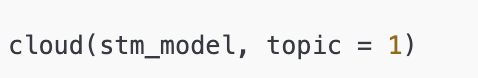 cloud(stm_model, topic = 1)